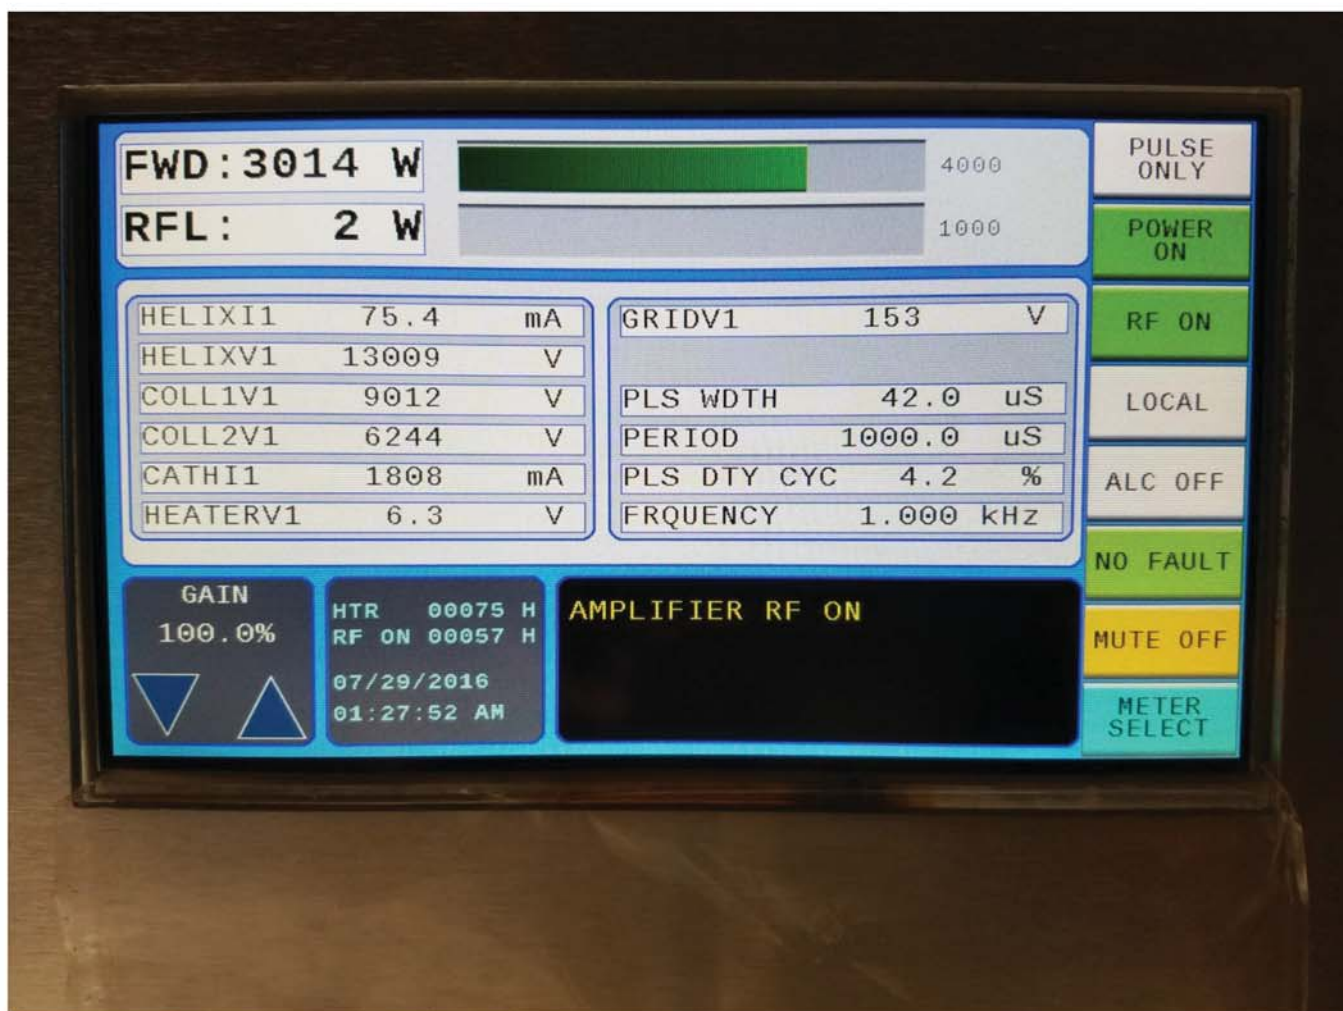 FWD:3014 W
4000
RFL: 2 W
1000
HELIXI1 75.4 mA
HELIXV1 13009 V
COLL1V1 9012 V
COLL2V1 6244 V
CATHI1 1808 mA
HEATERV1 6.3 V
GRIDV1 153 V
PLS WDTH 42.0 uS
PERIOD 1000.0 uS
PLS DTY CYC 4.2 %
FRQUENCY 1.000 kHz
GAIN
100.0%
HTR 00075 H
RF ON 00057 H
07/29/2016
01:27:52 AM
AMPLIFIER RF ON
PULSE
ONLY
POWER
ON
RF ON
LOCAL
ALC OFF
NO FAULT
MUTE OFF
METER
SELECT